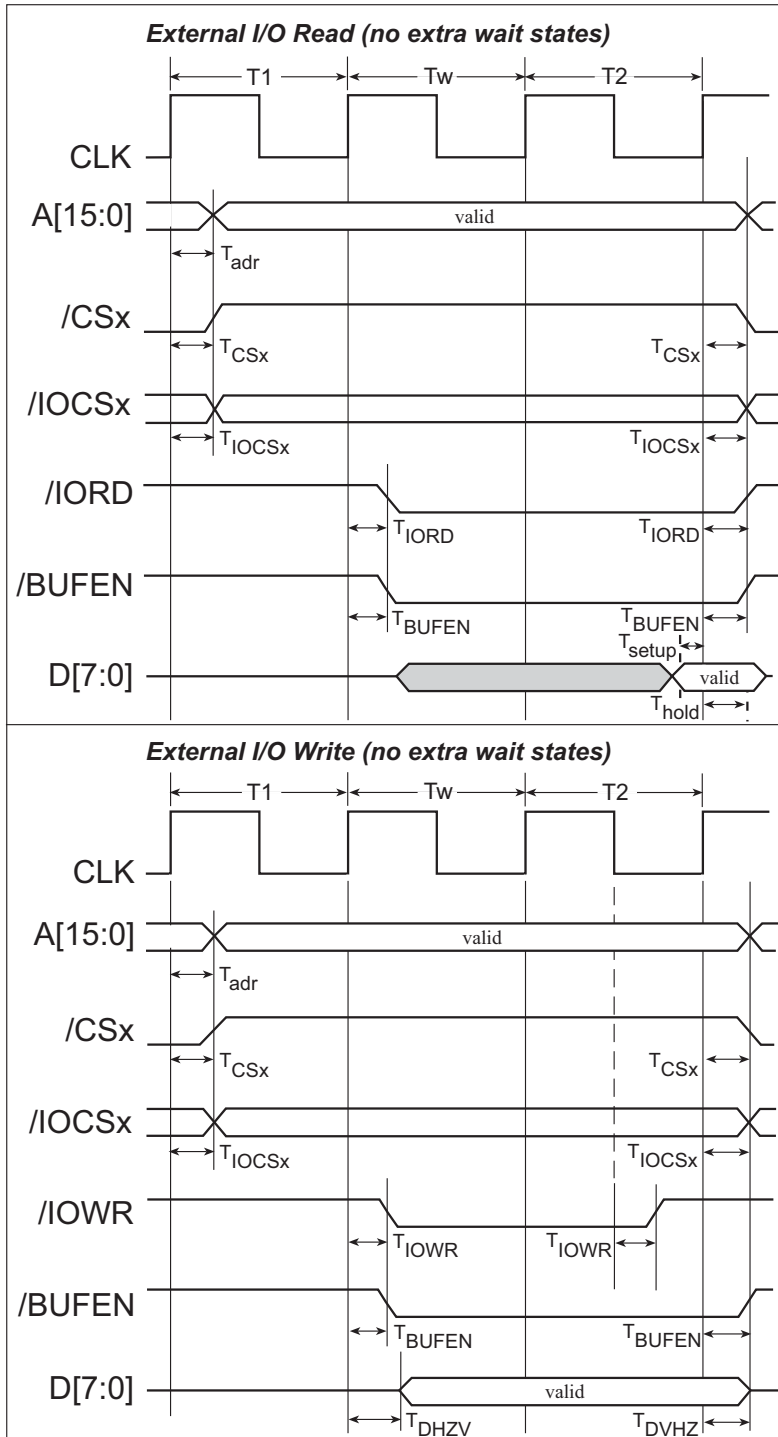 External I/O Read (no extra wait states)
T1 Tw T2
CLK
A[15:0] valid
Tadr
/CSx
TCSx TCSx
/IOCSx
TIOCSx TIOCSx
/IORD
TIORD TIORD
/BUFEN
TBUFEN TBUFEN
Tsetup
D[7:0] valid
Thold
External I/O Write (no extra wait states)
T1 Tw T2
CLK
A[15:0] valid
Tadr
/CSx
TCSx TCSx
/IOCSx
TIOCSx TIOCSx
/IOWR
TIOWR TIOWR
/BUFEN
TBUFEN TBUFEN
D[7:0] valid
TDHZV TDVHZ